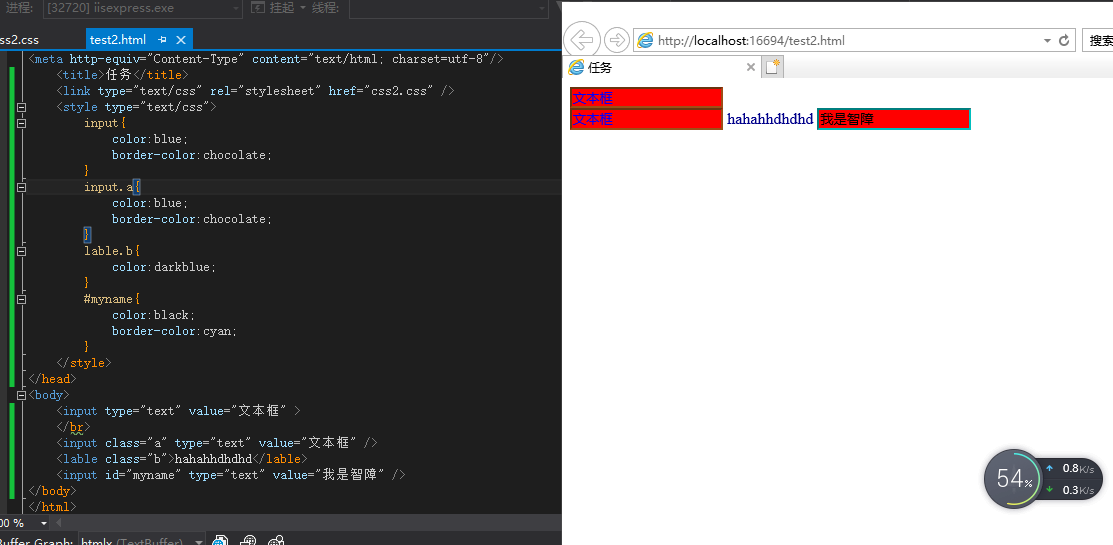 进程: [32720] iisexpress.exe 挂起 线程:
ss2.css test2.html
<meta http-equiv="Content-Type" content="text/html; charset=utf-8"/>
<title>任务</title>
<link type="text/css" rel="stylesheet" href="css2.css" />
<style type="text/css">
input{
color:blue;
border-color:chocolate;
}
input.a{
color:blue;
border-color:chocolate;
}
lable.b{
color:darkblue;
}
#myname{
color:black;
border-color:cyan;
}
</style>
</head>
<body>
<input type="text" value="文本框" >
</br>
<input class="a" type="text" value="文本框" />
<lable class="b">hahahhdhdhd</lable>
<input id="myname" type="text" value="我是智障" />
</body>
</html>
00 %
Buffer Graph: htmlx (TextBuffer)
http://localhost:16694/test2.html 搜索
任务
文本框
文本框 hahahhdhdhd 我是智障
54%
0.8K/s
0.3K/s